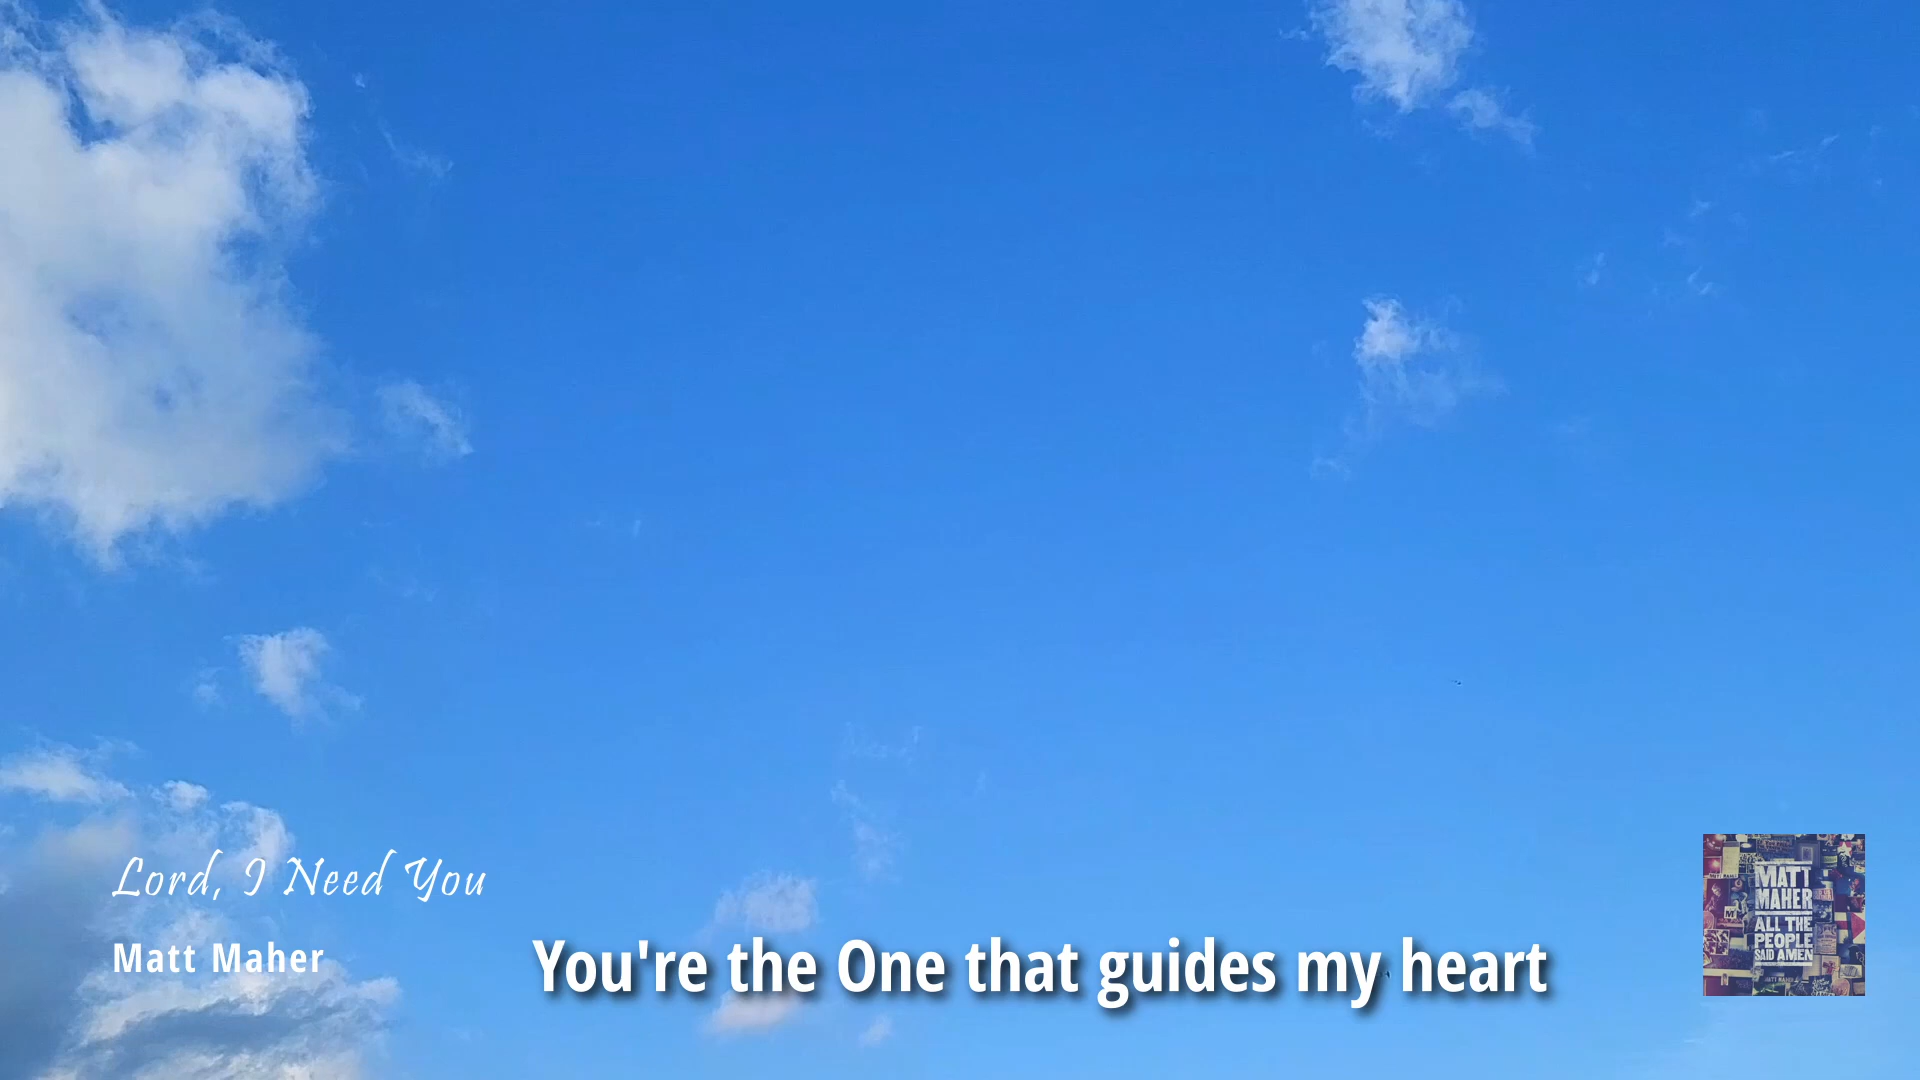 Lord, I Need You
Matt Maher
You're the One that guides my heart
MATT
MAHER
ALL THE
PEOPLE
SAID AMEN